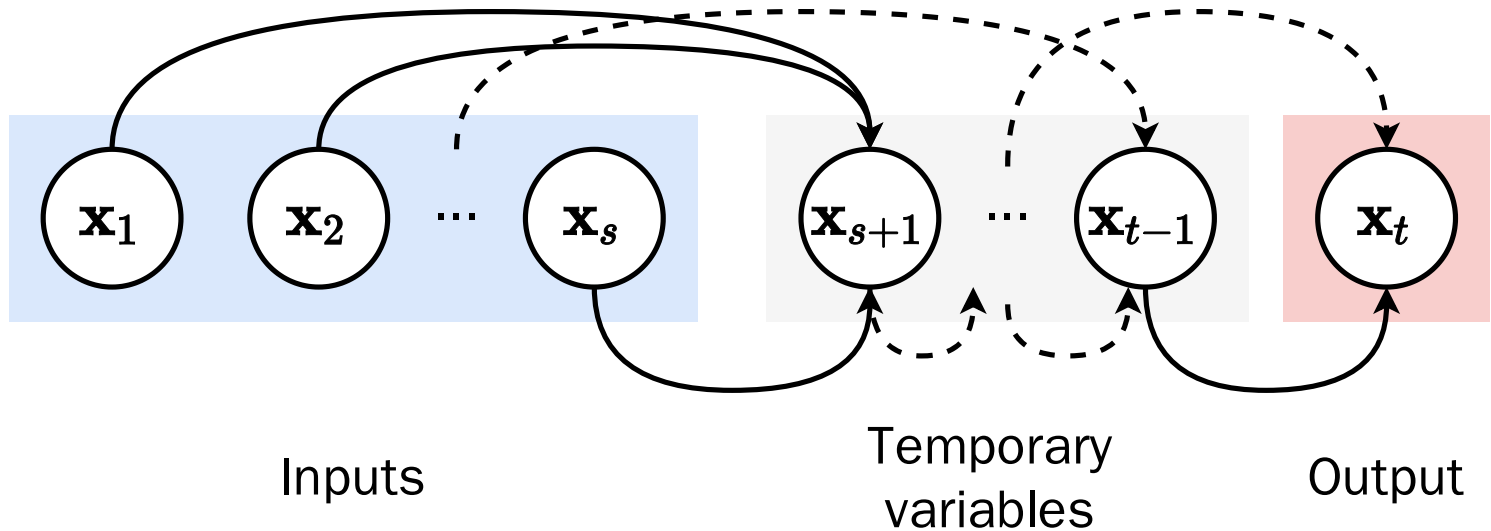 x₁ x₂ ... xₛ xₛ₊₁ ... xₜ₋₁ xₜ
Inputs
Temporary
variables
Output